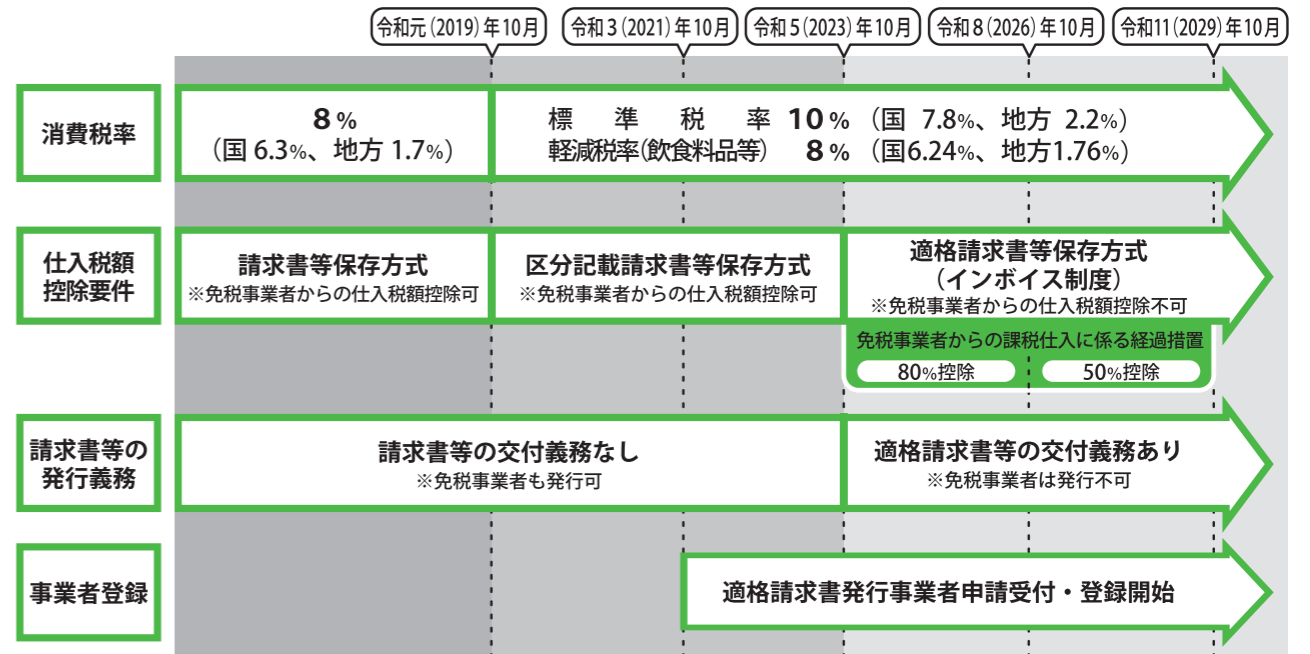 令和元(2019)年10月
令和3(2021)年10月
令和5(2023)年10月
令和8(2026)年10月
令和11(2029)年10月
消費税率
8%
(国 6.3%、地方 1.7%)
標準税率 10% (国 7.8%、地方 2.2%)
軽減税率(飲食料品等) 8% (国6.24%、地方1.76%)
仕入税額
控除要件
請求書等保存方式
※免税事業者からの仕入税額控除可
区分記載請求書等保存方式
※免税事業者からの仕入税額控除可
適格請求書等保存方式
(インボイス制度)
※免税事業者からの仕入税額控除不可
免税事業者からの課税仕入に係る経過措置
80%控除
50%控除
請求書等の
発行義務
請求書等の交付義務なし
※免税事業者も発行可
適格請求書等の交付義務あり
※免税事業者は発行不可
事業者登録
適格請求書発行事業者申請受付・登録開始